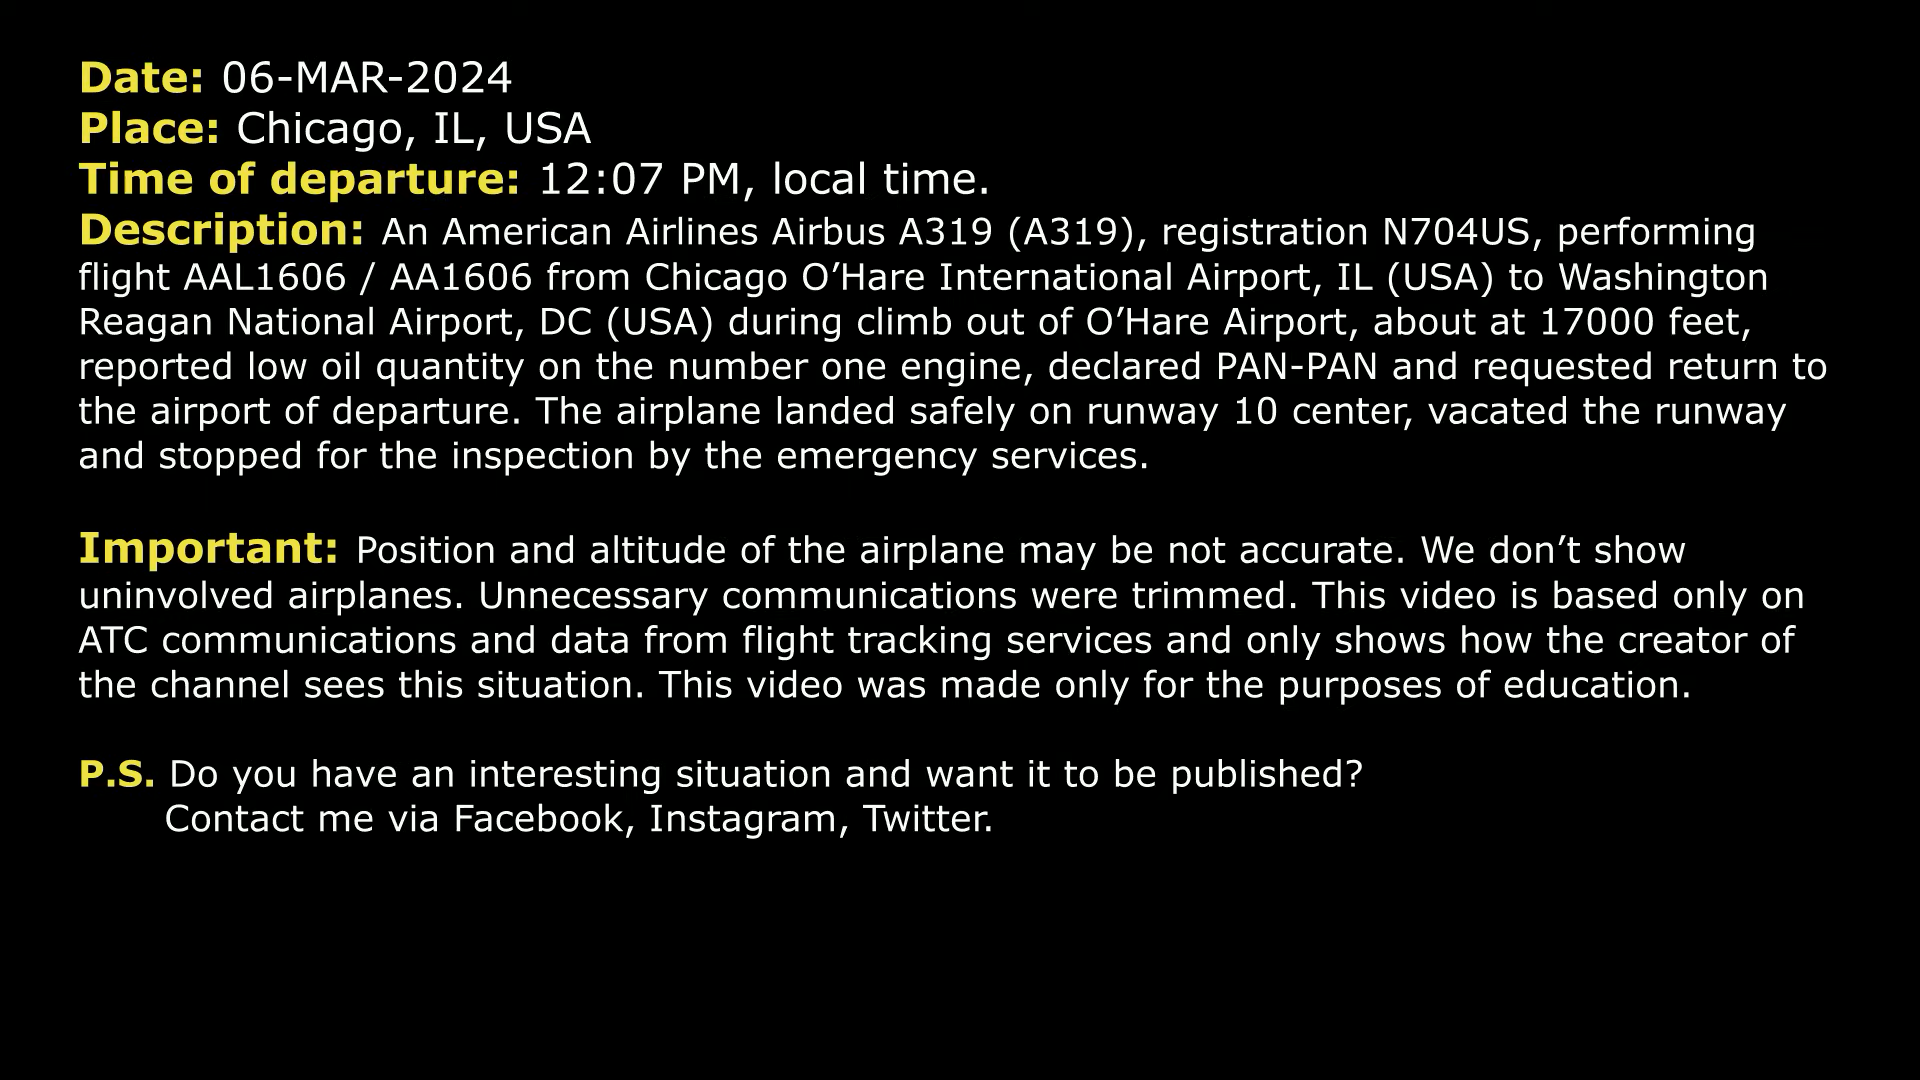 Date: 06-MAR-2024
Place: Chicago, IL, USA
Time of departure: 12:07 PM, local time.
Description: An American Airlines Airbus A319 (A319), registration N704US, performing
flight AAL1606 / AA1606 from Chicago O’Hare International Airport, IL (USA) to Washington
Reagan National Airport, DC (USA) during climb out of O’Hare Airport, about at 17000 feet,
reported low oil quantity on the number one engine, declared PAN-PAN and requested return to
the airport of departure. The airplane landed safely on runway 10 center, vacated the runway
and stopped for the inspection by the emergency services.
Important: Position and altitude of the airplane may be not accurate. We don’t show
uninvolved airplanes. Unnecessary communications were trimmed. This video is based only on
ATC communications and data from flight tracking services and only shows how the creator of
the channel sees this situation. This video was made only for the purposes of education.
P.S. Do you have an interesting situation and want it to be published?
Contact me via Facebook, Instagram, Twitter.